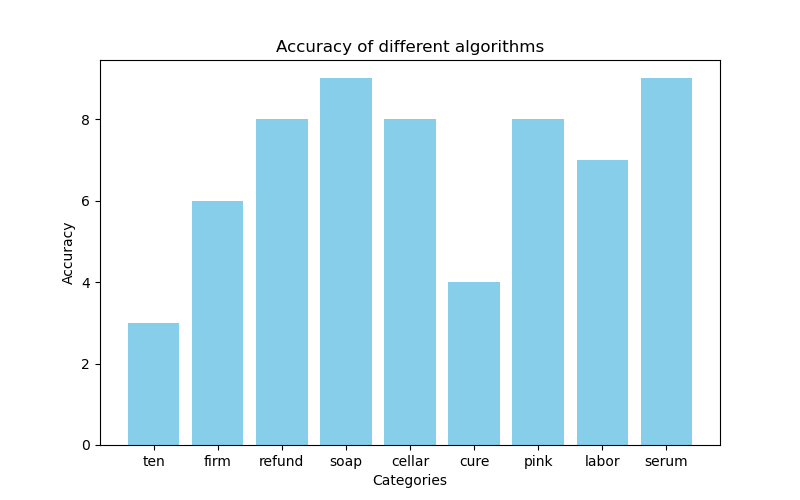 Accuracy of different algorithms
Accuracy
8
6
4
2
0
ten firm refund soap cellar cure pink labor serum
Categories